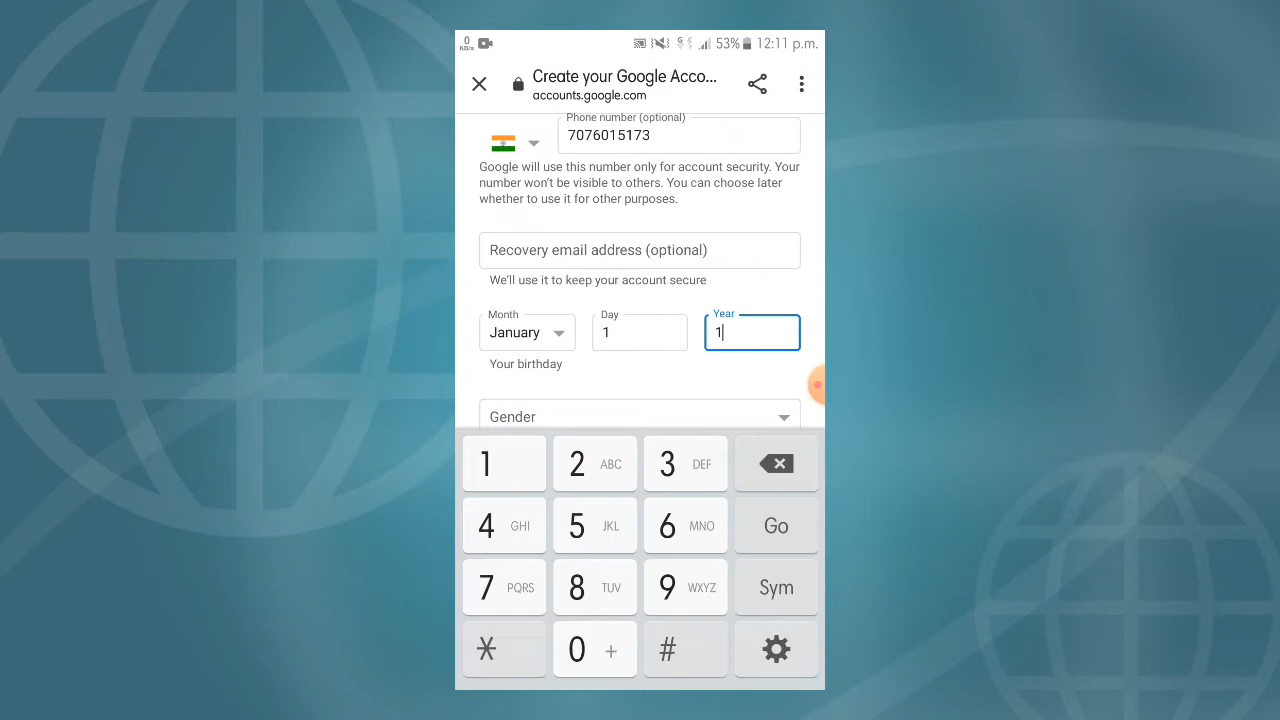 0
KB/s
53% 12:11 p.m.
Create your Google Acco...
accounts.google.com
Phone number (optional)
7076015173
Google will use this number only for account security. Your
number won't be visible to others. You can choose later
whether to use it for other purposes.
Recovery email address (optional)
We'll use it to keep your account secure
Month Day Year
January 1 1
Your birthday
Gender
1 2 ABC 3 DEF
4 GHI 5 JKL 6 MNO Go
7 PQRS 8 TUV 9 WXYZ Sym
* 0 + #